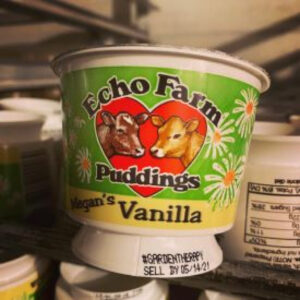 Echo Farm
Puddings
Megan's Vanilla
#GARDENTHERAPY
SELL BY 05/14/21